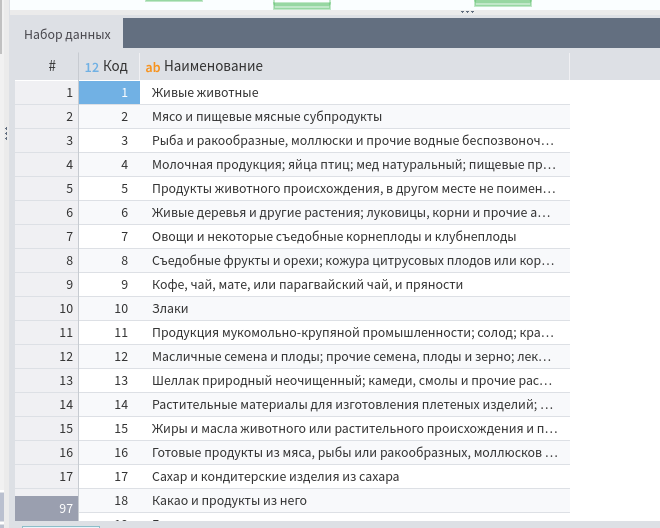 Набор данных
# 12 Код ab Наименование
1 1 Живые животные
2 2 Мясо и пищевые мясные субпродукты
3 3 Рыба и ракообразные, моллюски и прочие водные беспозвоноч...
4 4 Молочная продукция; яйца птиц; мед натуральный; пищевые пр...
5 5 Продукты животного происхождения, в другом месте не поимен...
6 6 Живые деревья и другие растения; луковицы, корни и прочие а...
7 7 Овощи и некоторые съедобные корнеплоды и клубнеплоды
8 8 Съедобные фрукты и орехи; кожура цитрусовых плодов или кор...
9 9 Кофе, чай, мате, или парагвайский чай, и пряности
10 10 Злаки
11 11 Продукция мукомольно-крупяной промышленности; солод; кра...
12 12 Масличные семена и плоды; прочие семена, плоды и зерно; лек...
13 13 Шеллак природный неочищенный; камеди, смолы и прочие рас...
14 14 Растительные материалы для изготовления плетеных изделий; ...
15 15 Жиры и масла животного или растительного происхождения и п...
16 16 Готовые продукты из мяса, рыбы или ракообразных, моллюсков ...
17 17 Сахар и кондитерские изделия из сахара
97 18 Какао и продукты из него